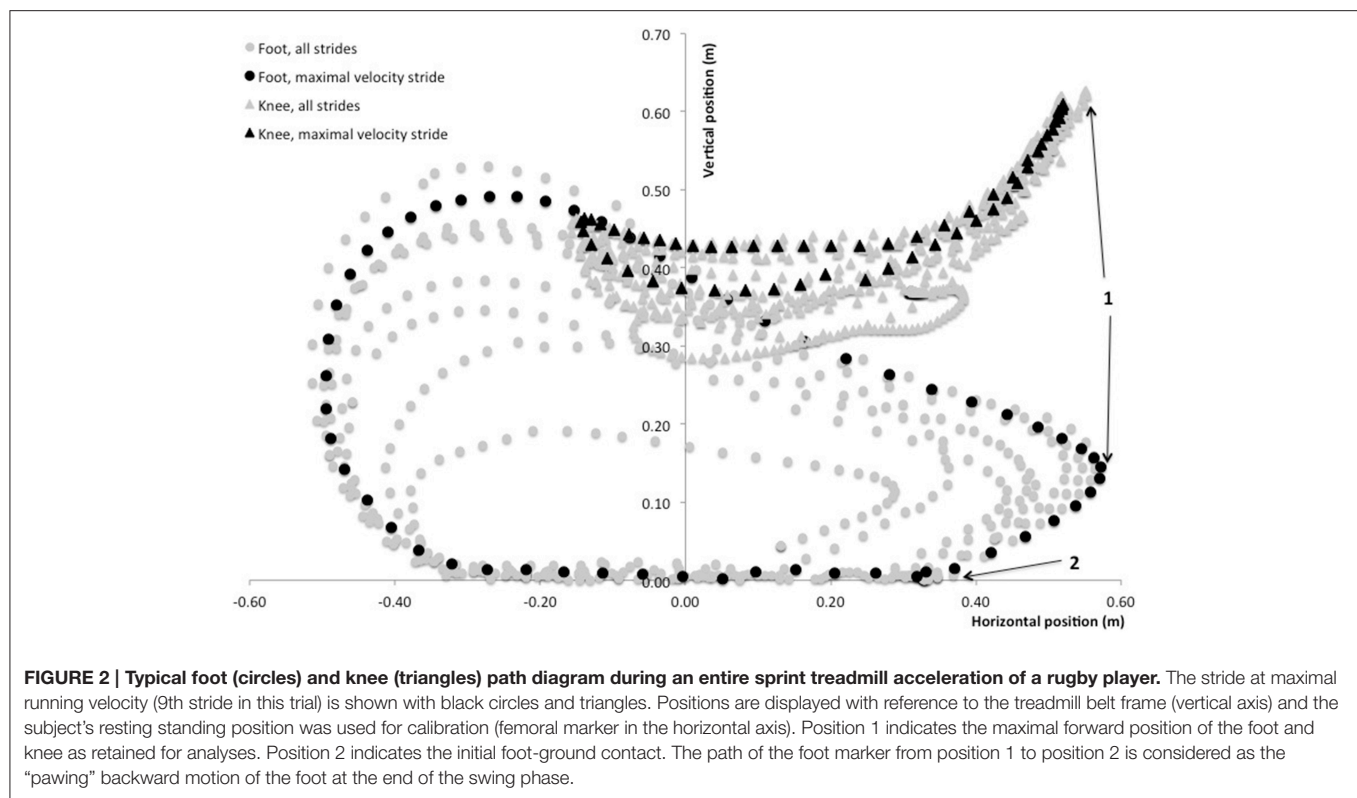 0.70
Foot, all strides
Foot, maximal velocity stride
Knee, all strides
Knee, maximal velocity stride
Vertical position (m)
0.60
0.50
0.40
0.30
0.20
0.10
0.00
1
2
-0.60 -0.40 -0.20 0.00 0.20 0.40 0.60
Horizontal position (m)
FIGURE 2 | Typical foot (circles) and knee (triangles) path diagram during an entire sprint treadmill acceleration of a rugby player. The stride at maximal
running velocity (9th stride in this trial) is shown with black circles and triangles. Positions are displayed with reference to the treadmill belt frame (vertical axis) and the
subject's resting standing position was used for calibration (femoral marker in the horizontal axis). Position 1 indicates the maximal forward position of the foot and
knee as retained for analyses. Position 2 indicates the initial foot-ground contact. The path of the foot marker from position 1 to position 2 is considered as the
"pawing" backward motion of the foot at the end of the swing phase.